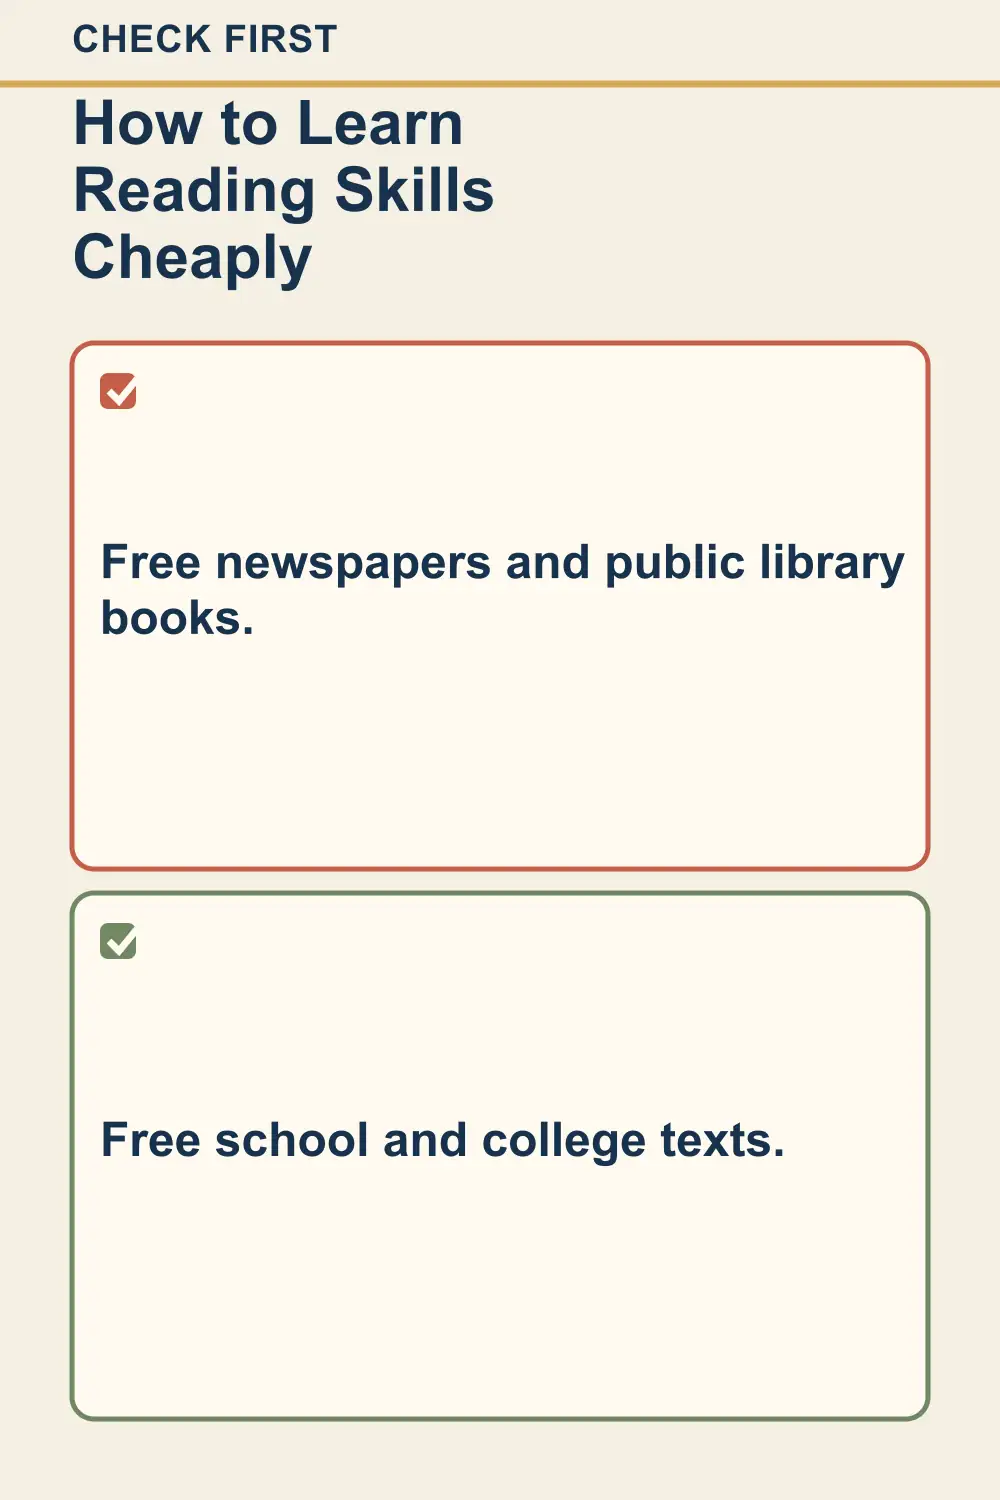 CHECK FIRST
How to Learn
Reading Skills
Cheaply
Free newspapers and public library
books.
Free school and college texts.